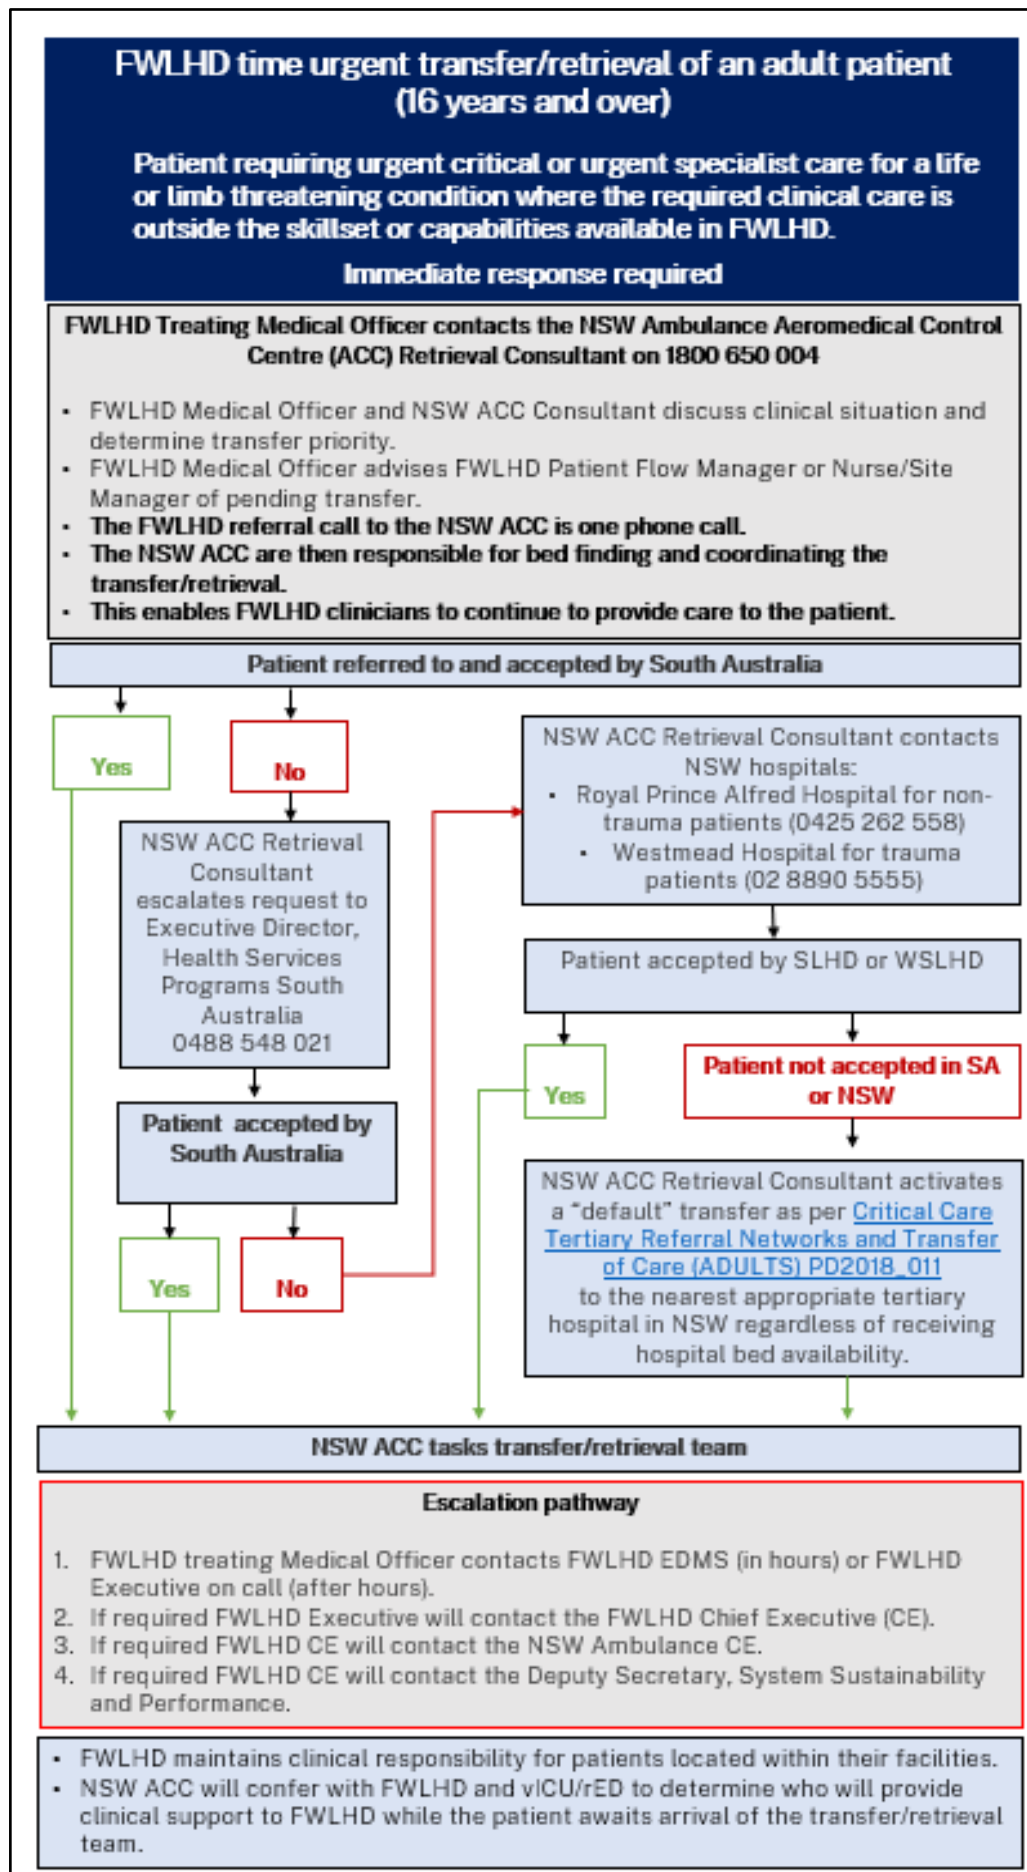 FWLHD time urgent transfer/retrieval of an adult patient
(16 years and over)
Patient requiring urgent critical or urgent specialist care for a life
or limb threatening condition where the required clinical care is
outside the skillset or capabilities available in FWLHD.
Immediate response required
FWLHD Treating Medical Officer contacts the NSW Ambulance Aeromedical Control
Centre (ACC) Retrieval Consultant on 1800 650 004
• FWLHD Medical Officer and NSW ACC Consultant discuss clinical situation and
determine transfer priority.
• FWLHD Medical Officer advises FWLHD Patient Flow Manager or Nurse/Site
Manager of pending transfer.
• The FWLHD referral call to the NSW ACC is one phone call.
• The NSW ACC are then responsible for bed finding and coordinating the
transfer/retrieval.
• This enables FWLHD clinicians to continue to provide care to the patient.
Patient referred to and accepted by South Australia
Yes
No
NSW ACC Retrieval
Consultant
escalates request to
Executive Director,
Health Services
Programs South
Australia
0488 548 021
Patient accepted by
South Australia
Yes
No
NSW ACC Retrieval Consultant contacts
NSW hospitals:
• Royal Prince Alfred Hospital for non-
trauma patients (0425 262 558)
• Westmead Hospital for trauma
patients (02 8890 5555)
Patient accepted by SLHD or WSLHD
Yes
Patient not accepted in SA
or NSW
NSW ACC Retrieval Consultant activates
a “default” transfer as per Critical Care
Tertiary Referral Networks and Transfer
of Care (ADULTS) PD2018_011
to the nearest appropriate tertiary
hospital in NSW regardless of receiving
hospital bed availability.
NSW ACC tasks transfer/retrieval team
Escalation pathway
1. FWLHD treating Medical Officer contacts FWLHD EDMS (in hours) or FWLHD
Executive on call (after hours).
2. If required FWLHD Executive will contact the FWLHD Chief Executive (CE).
3. If required FWLHD CE will contact the NSW Ambulance CE.
4. If required FWLHD CE will contact the Deputy Secretary, System Sustainability
and Performance.
• FWLHD maintains clinical responsibility for patients located within their facilities.
• NSW ACC will confer with FWLHD and vICU/rED to determine who will provide
clinical support to FWLHD while the patient awaits arrival of the transfer/retrieval
team.